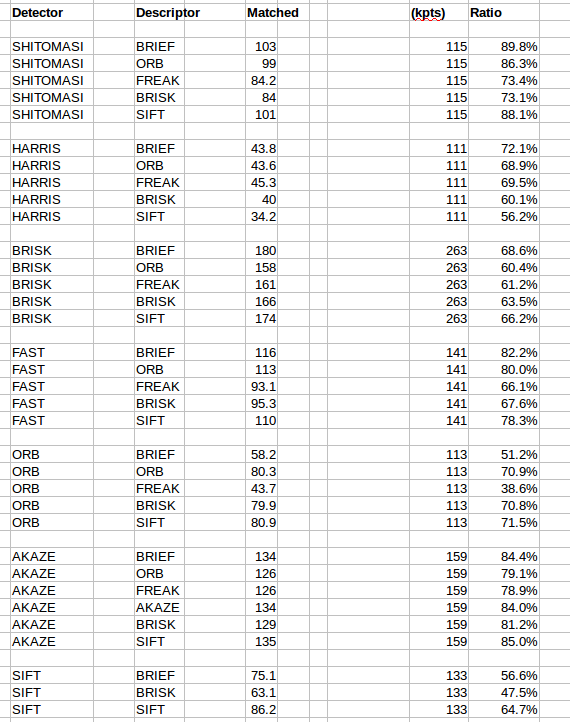 Detector Descriptor Matched (kpts) Ratio
SHITOMASI BRIEF 103 115 89.8%
SHITOMASI ORB 99 115 86.3%
SHITOMASI FREAK 84.2 115 73.4%
SHITOMASI BRISK 84 115 73.1%
SHITOMASI SIFT 101 115 88.1%
HARRIS BRIEF 43.8 111 72.1%
HARRIS ORB 43.6 111 68.9%
HARRIS FREAK 45.3 111 69.5%
HARRIS BRISK 40 111 60.1%
HARRIS SIFT 34.2 111 56.2%
BRISK BRIEF 180 263 68.6%
BRISK ORB 158 263 60.4%
BRISK FREAK 161 263 61.2%
BRISK BRISK 166 263 63.5%
BRISK SIFT 174 263 66.2%
FAST BRIEF 116 141 82.2%
FAST ORB 113 141 80.0%
FAST FREAK 93.1 141 66.1%
FAST BRISK 95.3 141 67.6%
FAST SIFT 110 141 78.3%
ORB BRIEF 58.2 113 51.2%
ORB ORB 80.3 113 70.9%
ORB FREAK 43.7 113 38.6%
ORB BRISK 79.9 113 70.8%
ORB SIFT 80.9 113 71.5%
AKAZE BRIEF 134 159 84.4%
AKAZE ORB 126 159 79.1%
AKAZE FREAK 126 159 78.9%
AKAZE AKAZE 134 159 84.0%
AKAZE BRISK 129 159 81.2%
AKAZE SIFT 135 159 85.0%
SIFT BRIEF 75.1 133 56.6%
SIFT BRISK 63.1 133 47.5%
SIFT SIFT 86.2 133 64.7%